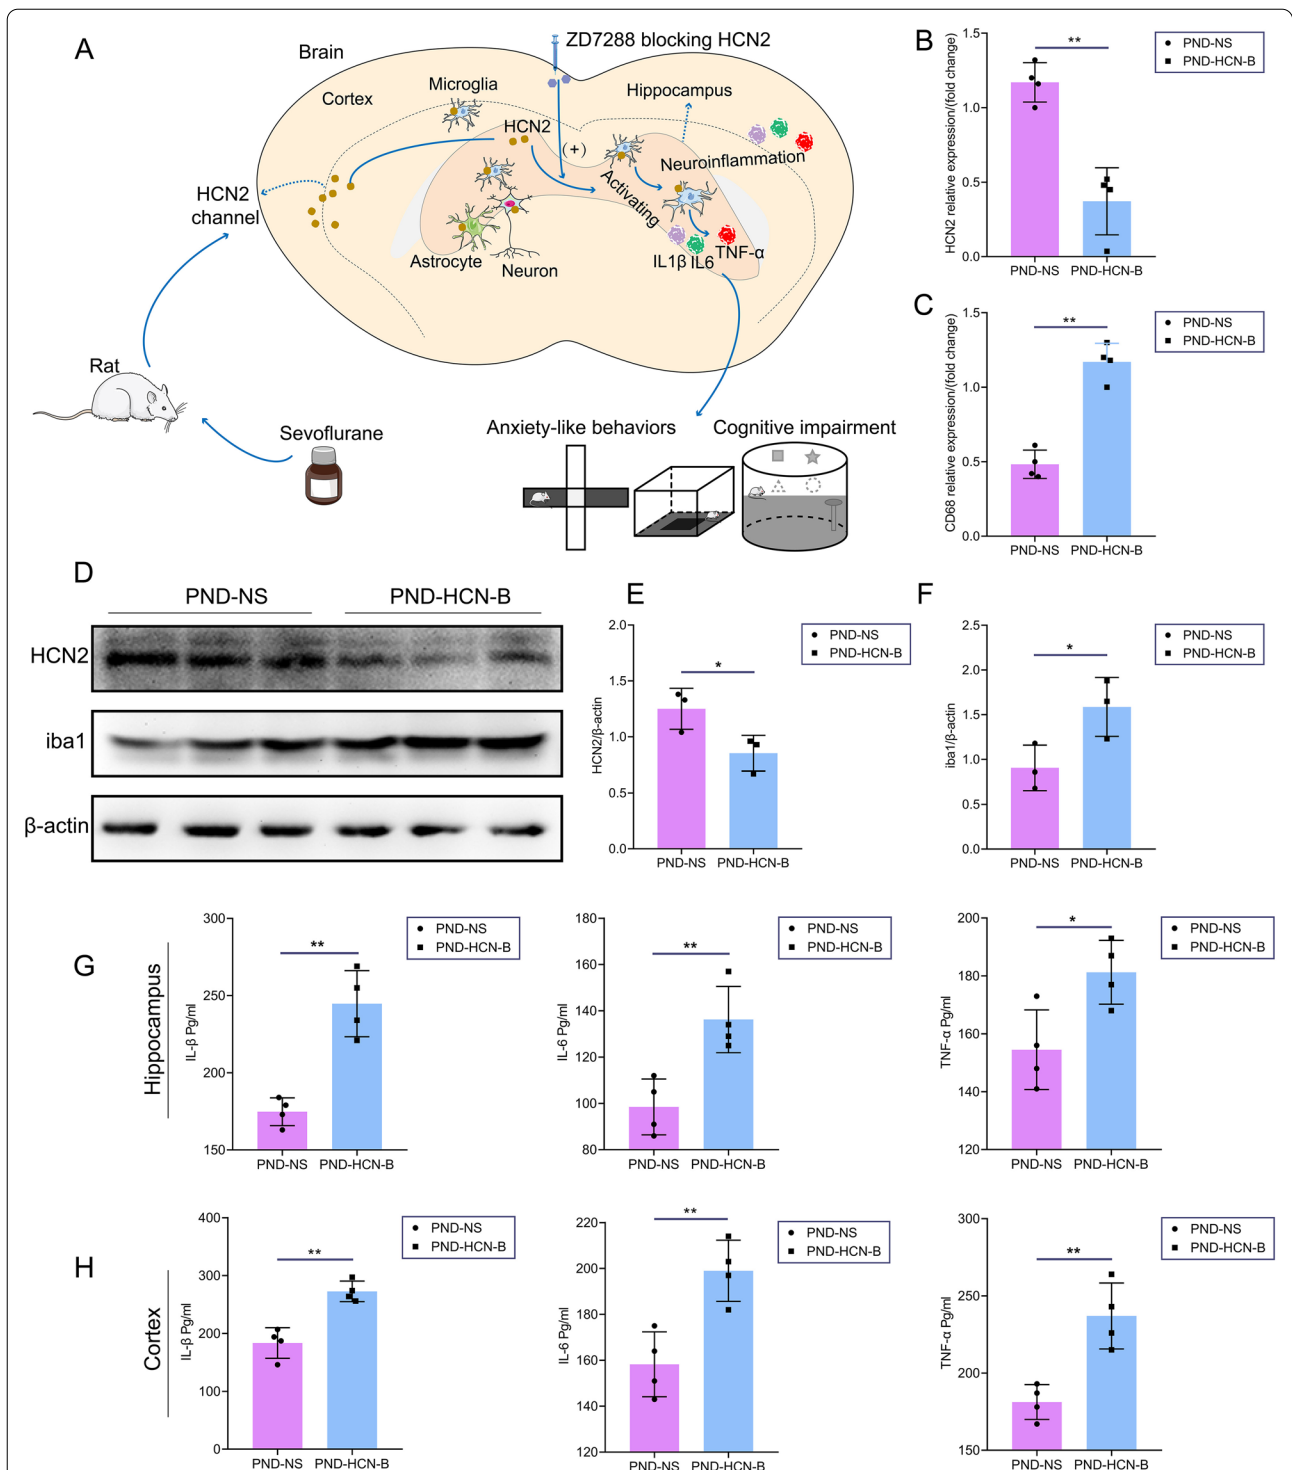 A
Brain
ZD7288 blocking HCN2
Cortex
Microglia
Hippocampus
HCN2
(+)
Neuroinflammation
Activating
HCN2
channel
IL1β IL6 TNF-α
Astrocyte
Neuron
Rat
Sevoflurane
Anxiety-like behaviors
Cognitive impairment
B
HCN2 relative expression/(fold change)
1.5
1.0
0.5
0.0
**
PND-NS
PND-HCN-B
PND-NS PND-HCN-B
C
CD68 relative expression/(fold change)
1.5
1.0
0.5
0.0
**
PND-NS
PND-HCN-B
PND-NS PND-HCN-B
D
PND-NS PND-HCN-B
HCN2
iba1
β-actin
E
HCN2/β-actin
2.0
1.5
1.0
0.5
0.0
*
PND-NS
PND-HCN-B
PND-NS PND-HCN-B
F
iba1/β-actin
2.5
2.0
1.5
1.0
0.5
0.0
*
PND-NS
PND-HCN-B
PND-NS PND-HCN-B
G
Hippocampus
IL-β Pg/ml
300
250
200
150
**
PND-NS
PND-HCN-B
PND-NS PND-HCN-B
IL-6 Pg/ml
180
160
140
120
100
80
**
PND-NS
PND-HCN-B
PND-NS PND-HCN-B
TNF-α Pg/ml
200
180
160
140
120
*
PND-NS
PND-HCN-B
PND-NS PND-HCN-B
H
Cortex
IL-β Pg/ml
400
300
200
100
0
**
PND-NS
PND-HCN-B
PND-NS PND-HCN-B
IL-6 Pg/ml
220
200
180
160
140
120
**
PND-NS
PND-HCN-B
PND-NS PND-HCN-B
TNF-α Pg/ml
300
250
200
150
**
PND-NS
PND-HCN-B
PND-NS PND-HCN-B